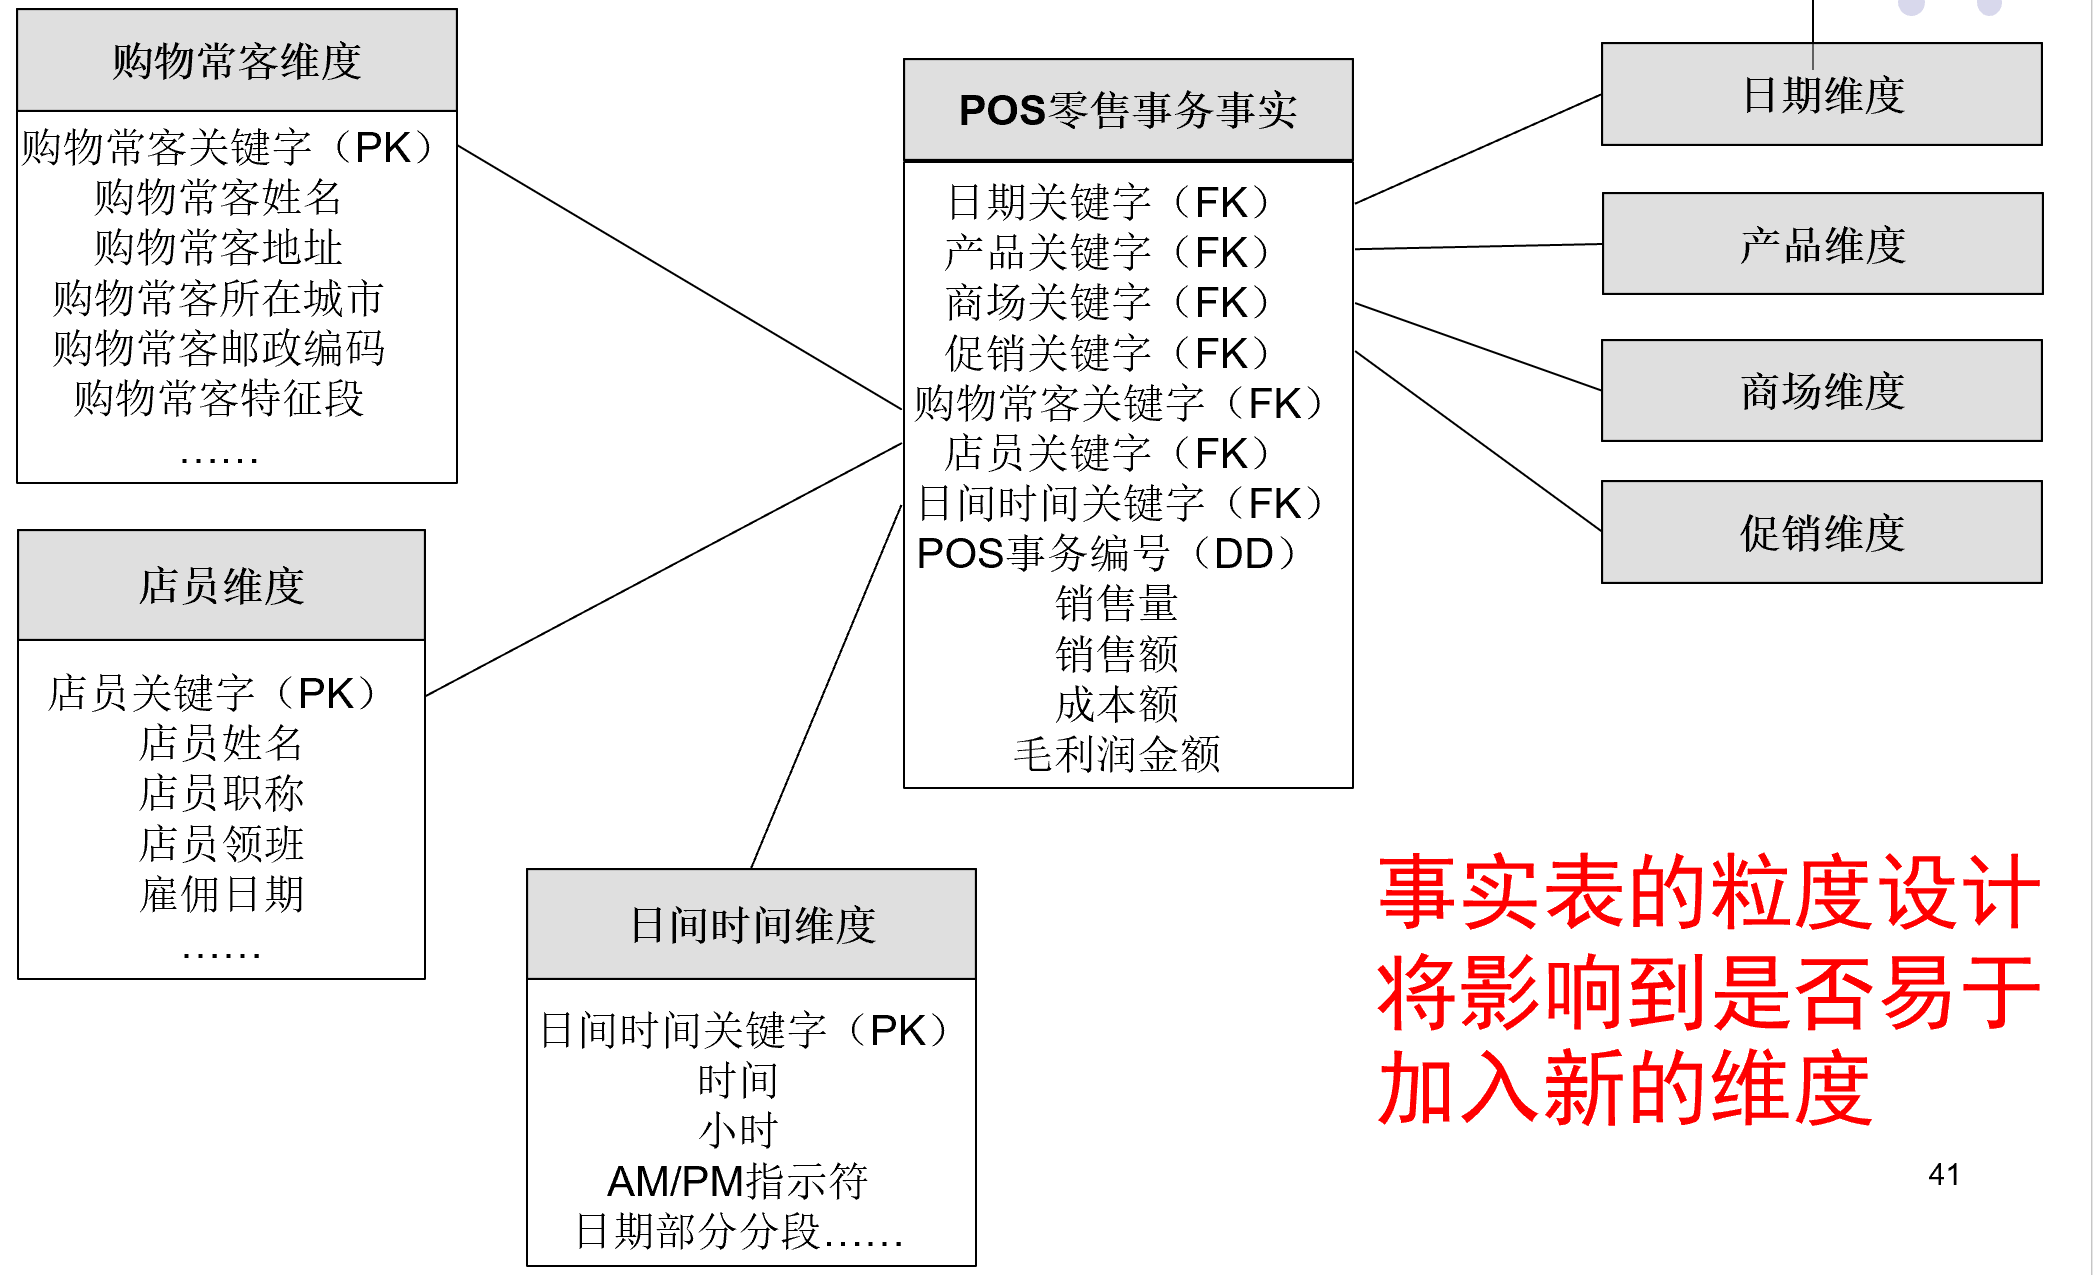 购物常客维度
购物常客关键字（PK）
购物常客姓名
购物常客地址
购物常客所在城市
购物常客邮政编码
购物常客特征段
……
店员维度
店员关键字（PK）
店员姓名
店员职称
店员领班
雇佣日期
……
日间时间维度
日间时间关键字（PK）
时间
小时
AM/PM指示符
日期部分分段……
POS零售事务事实
日期关键字（FK）
产品关键字（FK）
商场关键字（FK）
促销关键字（FK）
购物常客关键字（FK）
店员关键字（FK）
日间时间关键字（FK）
POS事务编号（DD）
销售量
销售额
成本额
毛利润金额
日期维度
产品维度
商场维度
促销维度
事实表的粒度设计
将影响到是否易于
加入新的维度
41